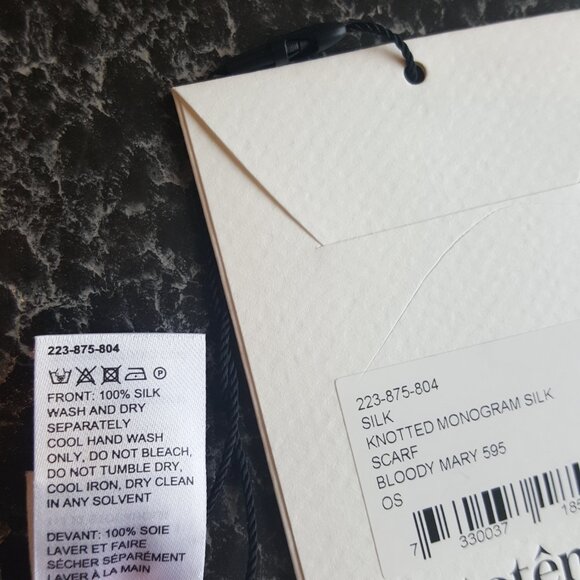 223-875-804
P
FRONT: 100% SILK
WASH AND DRY
SEPARATELY
COOL HAND WASH
ONLY, DO NOT BLEACH,
DO NOT TUMBLE DRY,
COOL IRON, DRY CLEAN
IN ANY SOLVENT
DEVANT: 100% SOIE
LAVER ET FAIRE
SÉCHER SÉPARÉMENT
LAVER À LA MAIN
223-875-804
SILK
KNOTTED MONOGRAM SILK
SCARF
BLOODY MARY 595
OS
7 330037 185